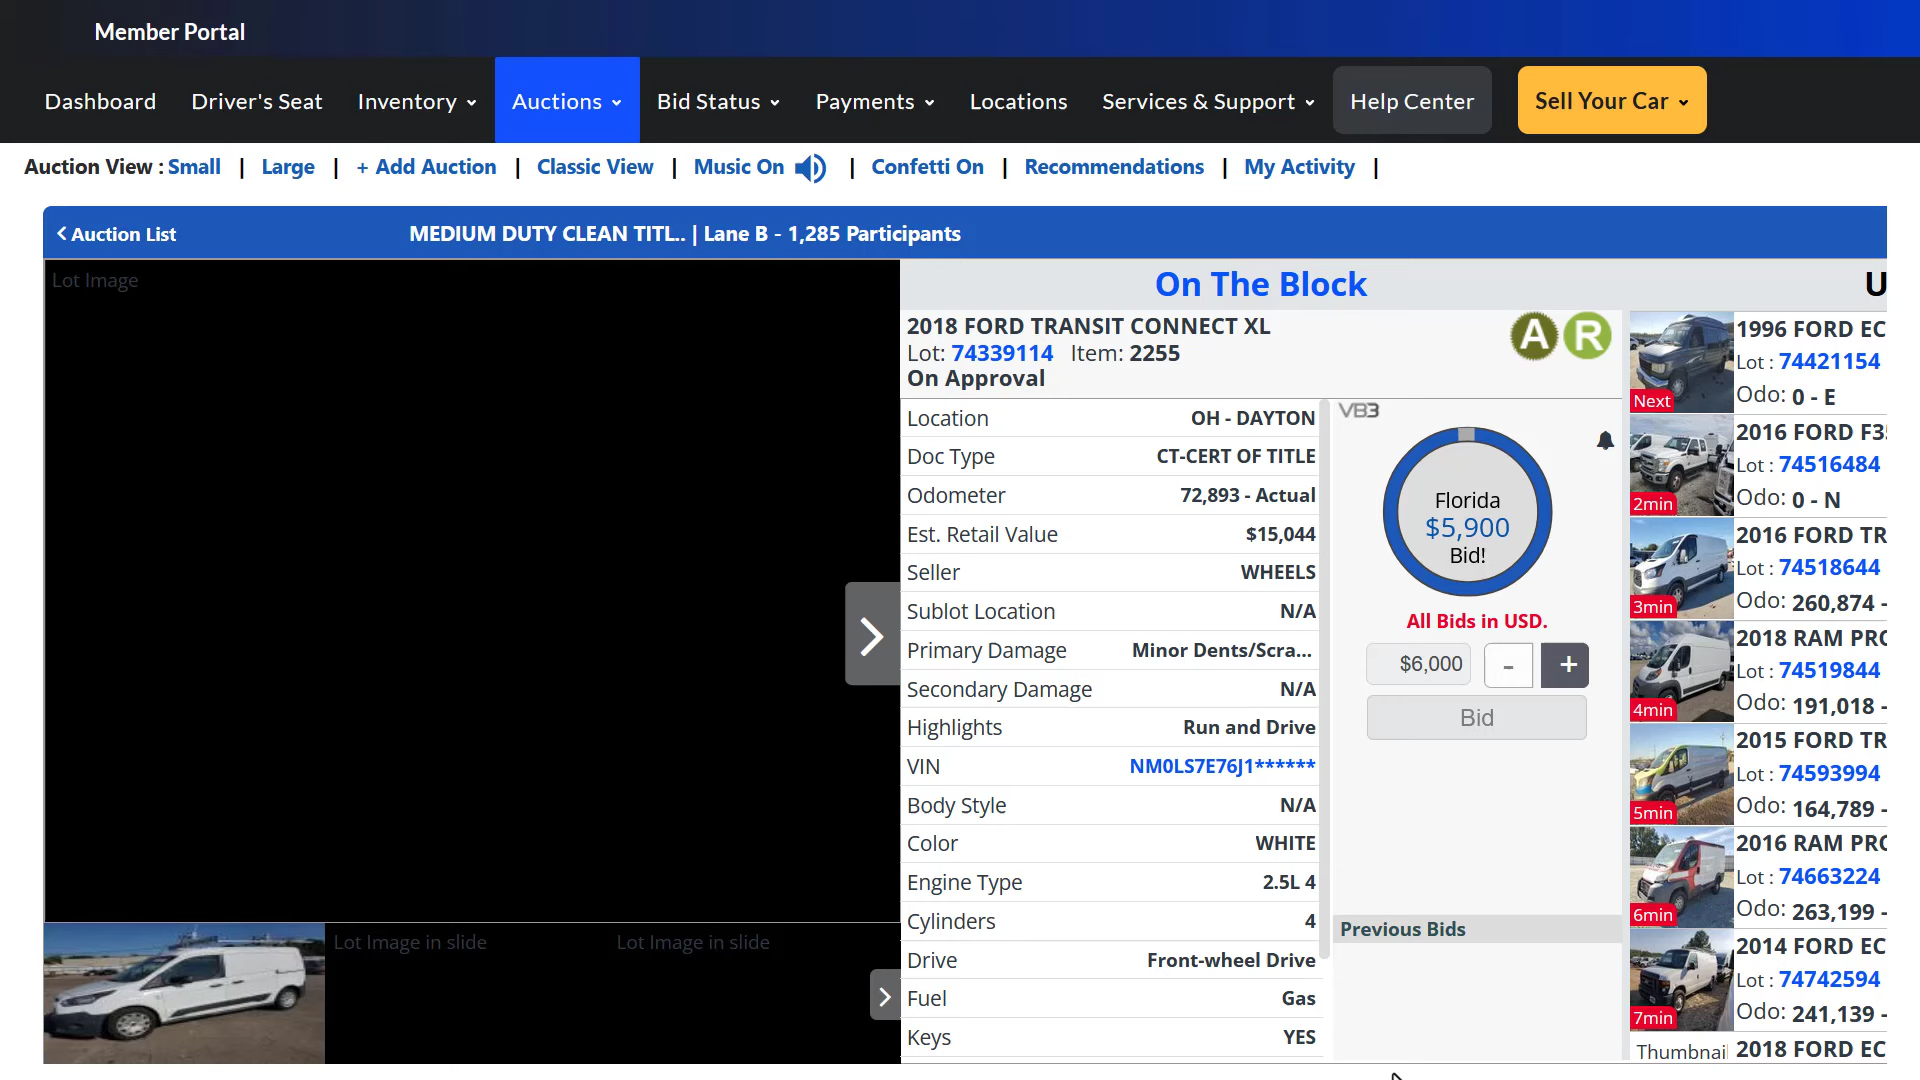 Member Portal
Dashboard
Driver's Seat
Inventory
Auctions
Bid Status
Payments
Locations
Services & Support
Help Center
Sell Your Car
Auction View : Small | Large | + Add Auction | Classic View | Music On | Confetti On | Recommendations | My Activity |
Auction List
MEDIUM DUTY CLEAN TITL.. | Lane B - 1,285 Participants
Lot Image
Lot Image in slide
Lot Image in slide
On The Block
2018 FORD TRANSIT CONNECT XL
Lot: 74339114 Item: 2255
On Approval
A R
Location OH - DAYTON
Doc Type CT-CERT OF TITLE
Odometer 72,893 - Actual
Est. Retail Value $15,044
Seller WHEELS
Sublot Location N/A
Primary Damage Minor Dents/Scra...
Secondary Damage N/A
Highlights Run and Drive
VIN NM0LS7E76J1******
Body Style N/A
Color WHITE
Engine Type 2.5L 4
Cylinders 4
Drive Front-wheel Drive
Fuel Gas
Keys YES
VB3
Florida
$5,900
Bid!
All Bids in USD.
$6,000 - +
Bid
Previous Bids
U
1996 FORD EC
Lot : 74421154
Odo: 0 - E
Next
2016 FORD F3
Lot : 74516484
Odo: 0 - N
2min
2016 FORD TR
Lot : 74518644
Odo: 260,874 -
3min
2018 RAM PRO
Lot : 74519844
Odo: 191,018 -
4min
2015 FORD TR
Lot : 74593994
Odo: 164,789 -
5min
2016 RAM PRO
Lot : 74663224
Odo: 263,199 -
6min
2014 FORD EC
Lot : 74742594
Odo: 241,139 -
7min
Thumbnail
2018 FORD EC